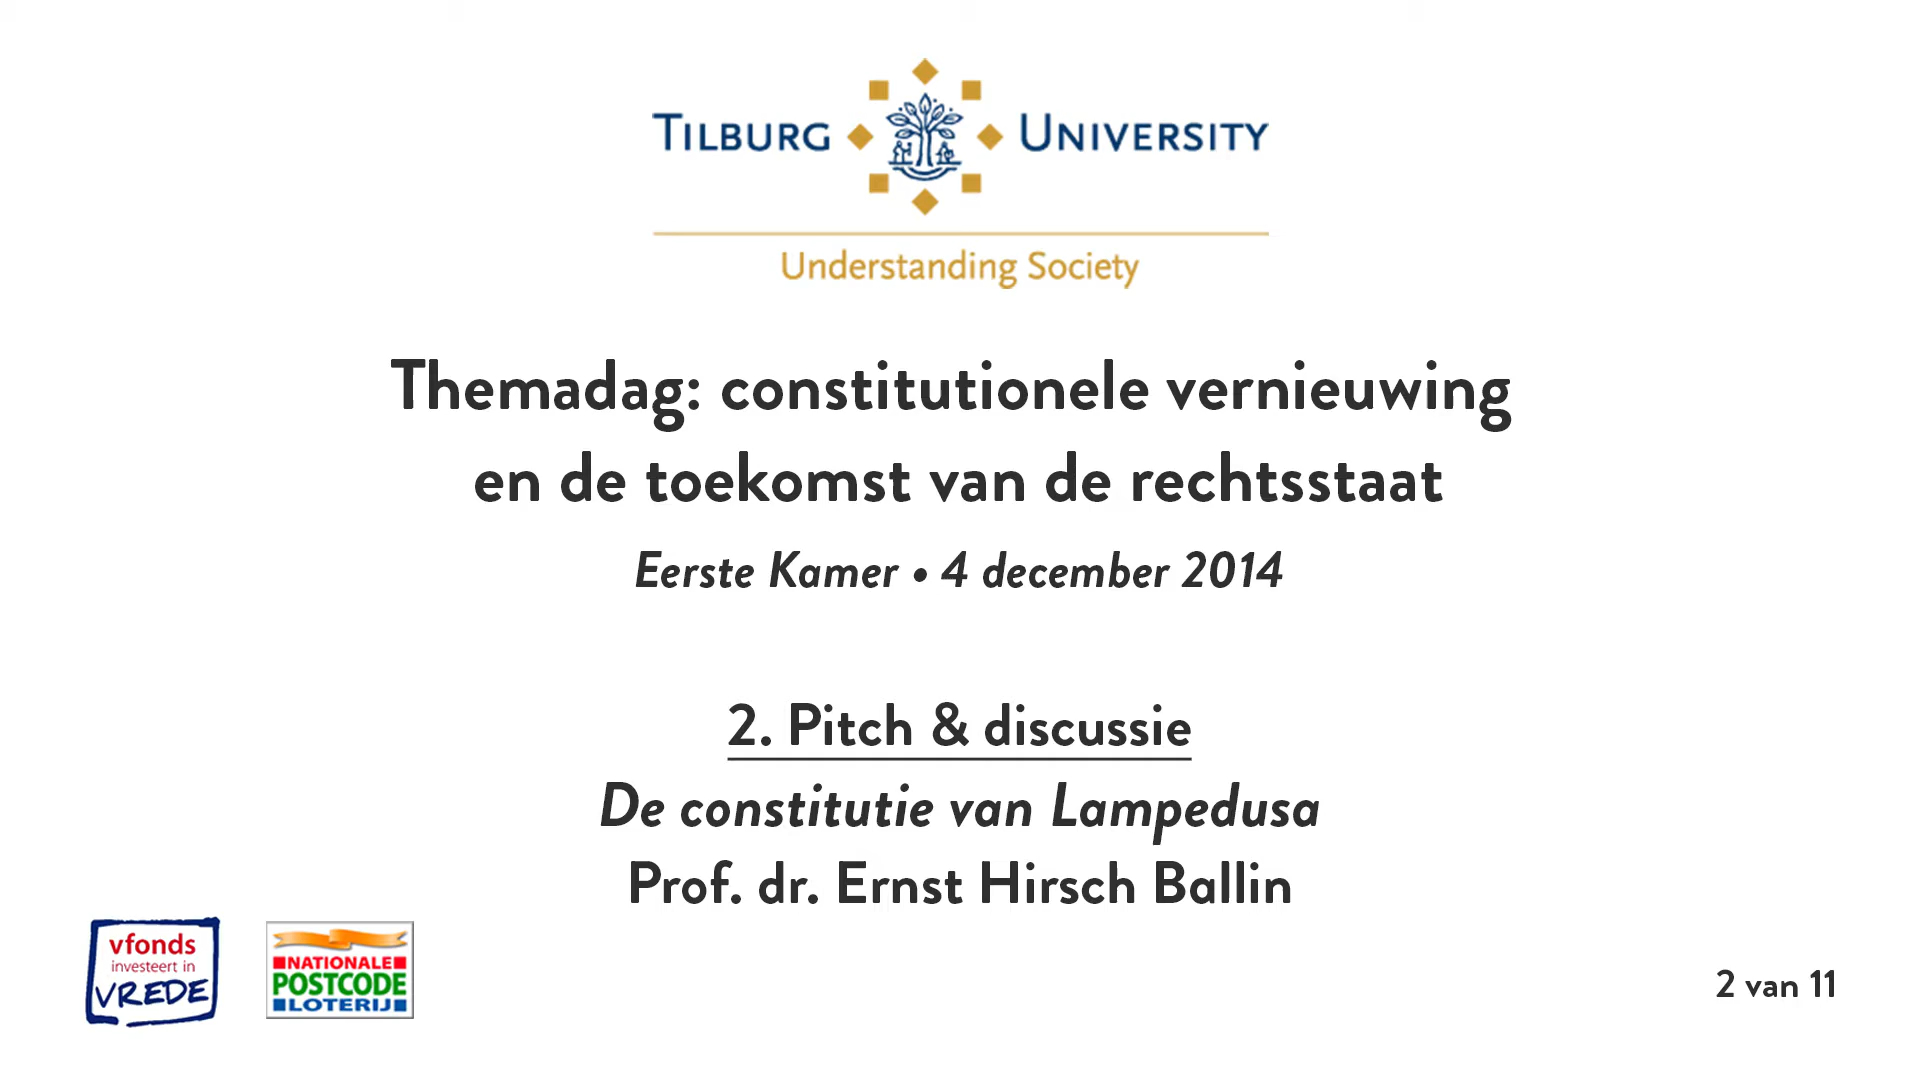 TILBURG UNIVERSITY
Understanding Society
Themadag: constitutionele vernieuwing
en de toekomst van de rechtsstaat
Eerste Kamer • 4 december 2014
2. Pitch & discussie
De constitutie van Lampedusa
Prof. dr. Ernst Hirsch Ballin
vfonds
investeert in
VREDE
NATIONALE
POSTCODE
LOTERIJ
2 van 11